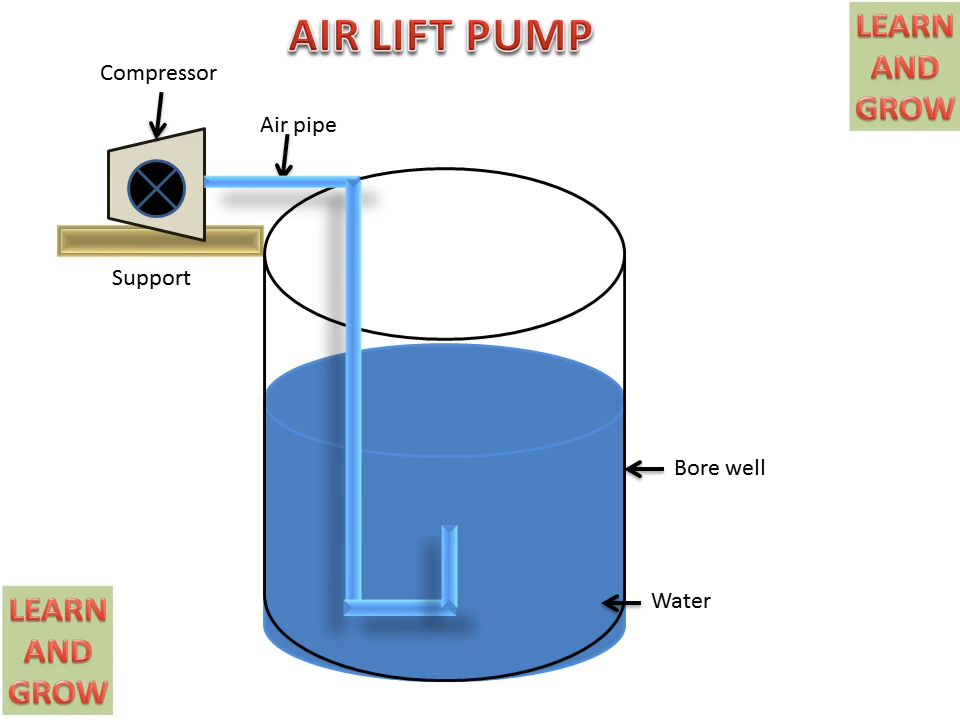 AIR LIFT PUMP
LEARN
AND
GROW
Compressor
Air pipe
Support
Bore well
Water
LEARN
AND
GROW